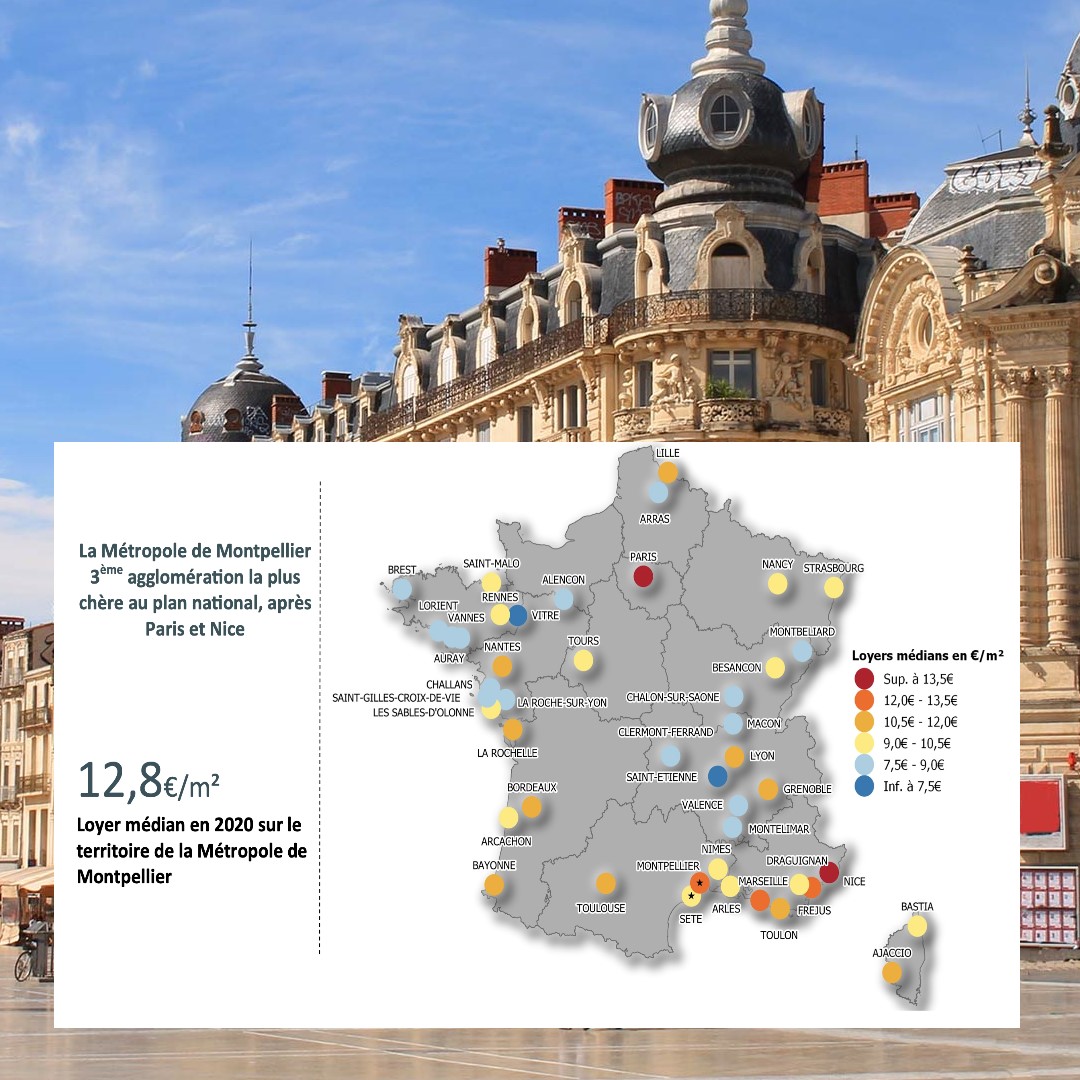 La Métropole de Montpellier
3ème agglomération la plus
chère au plan national, après
Paris et Nice
12,8€/m²
Loyer médian en 2020 sur le
territoire de la Métropole de
Montpellier
LILLE
ARRAS
PARIS
NANCY
STRASBOURG
BREST
SAINT-MALO
ALENCON
LORIENT
RENNES
VANNES
VITRE
AURAY
NANTES
TOURS
MONTBELIARD
BESANCON
CHALLANS
SAINT-GILLES-CROIX-DE-VIE
LA ROCHE-SUR-YON
LES SABLES-D'OLONNE
CHALON-SUR-SAONE
MACON
CLERMONT-FERRAND
LA ROCHELLE
LYON
SAINT-ETIENNE
GRENOBLE
BORDEAUX
VALENCE
ARCACHON
MONTELIMAR
NIMES
BAYONNE
MONTPELLIER
DRAGUIGNAN
MARSEILLE
NICE
TOULOUSE
SETE
ARLES
FREJUS
TOULON
BASTIA
AJACCIO
Loyers médians en €/m²
Sup. à 13,5€
12,0€ - 13,5€
10,5€ - 12,0€
9,0€ - 10,5€
7,5€ - 9,0€
Inf. à 7,5€